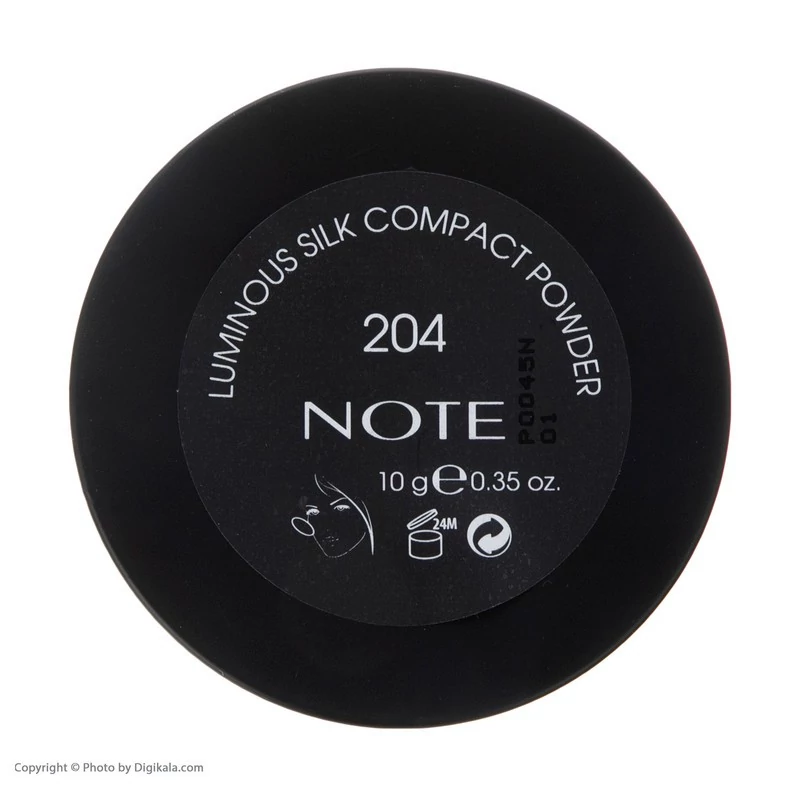 LUMINOUS SILK COMPACT POWDER
204
NOTE
P0045N
01
10 g ℮ 0.35 oz.
24M
Copyright © Photo by Digikala.com